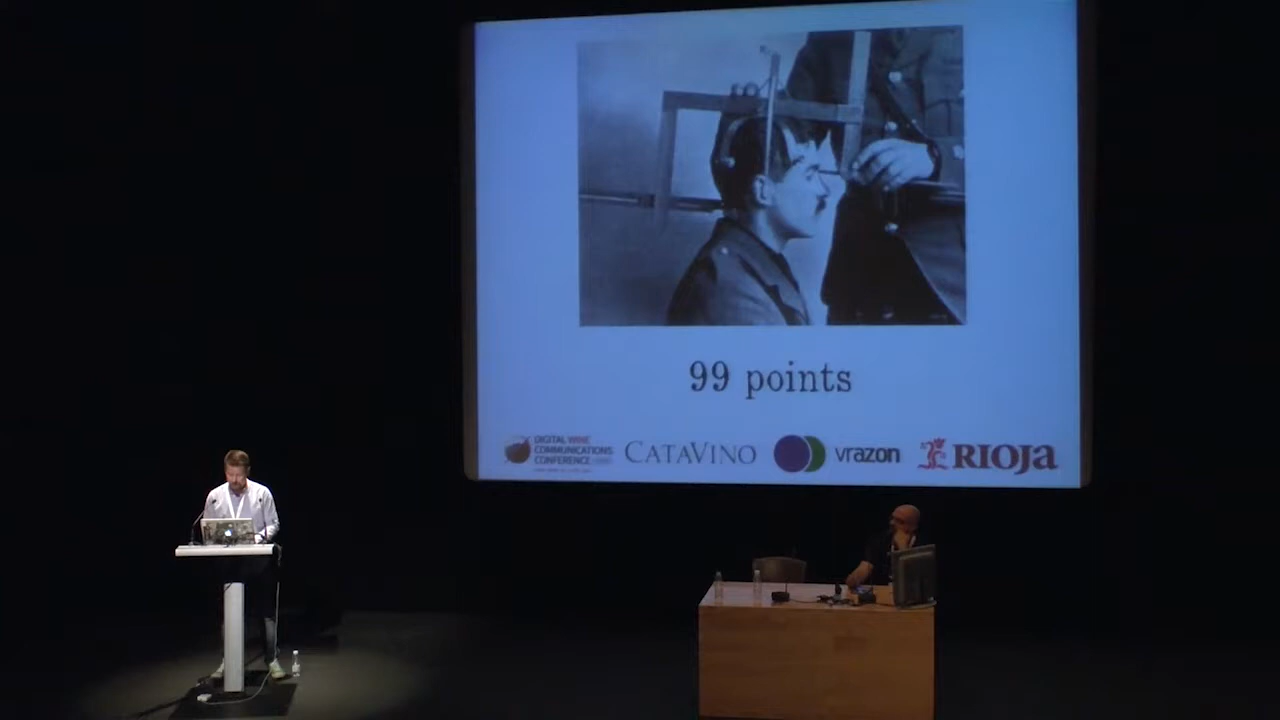 99 points
DIGITAL WINE
COMMUNICATIONS
CONFERENCE
CATAVINO
vrazon
RIOJA